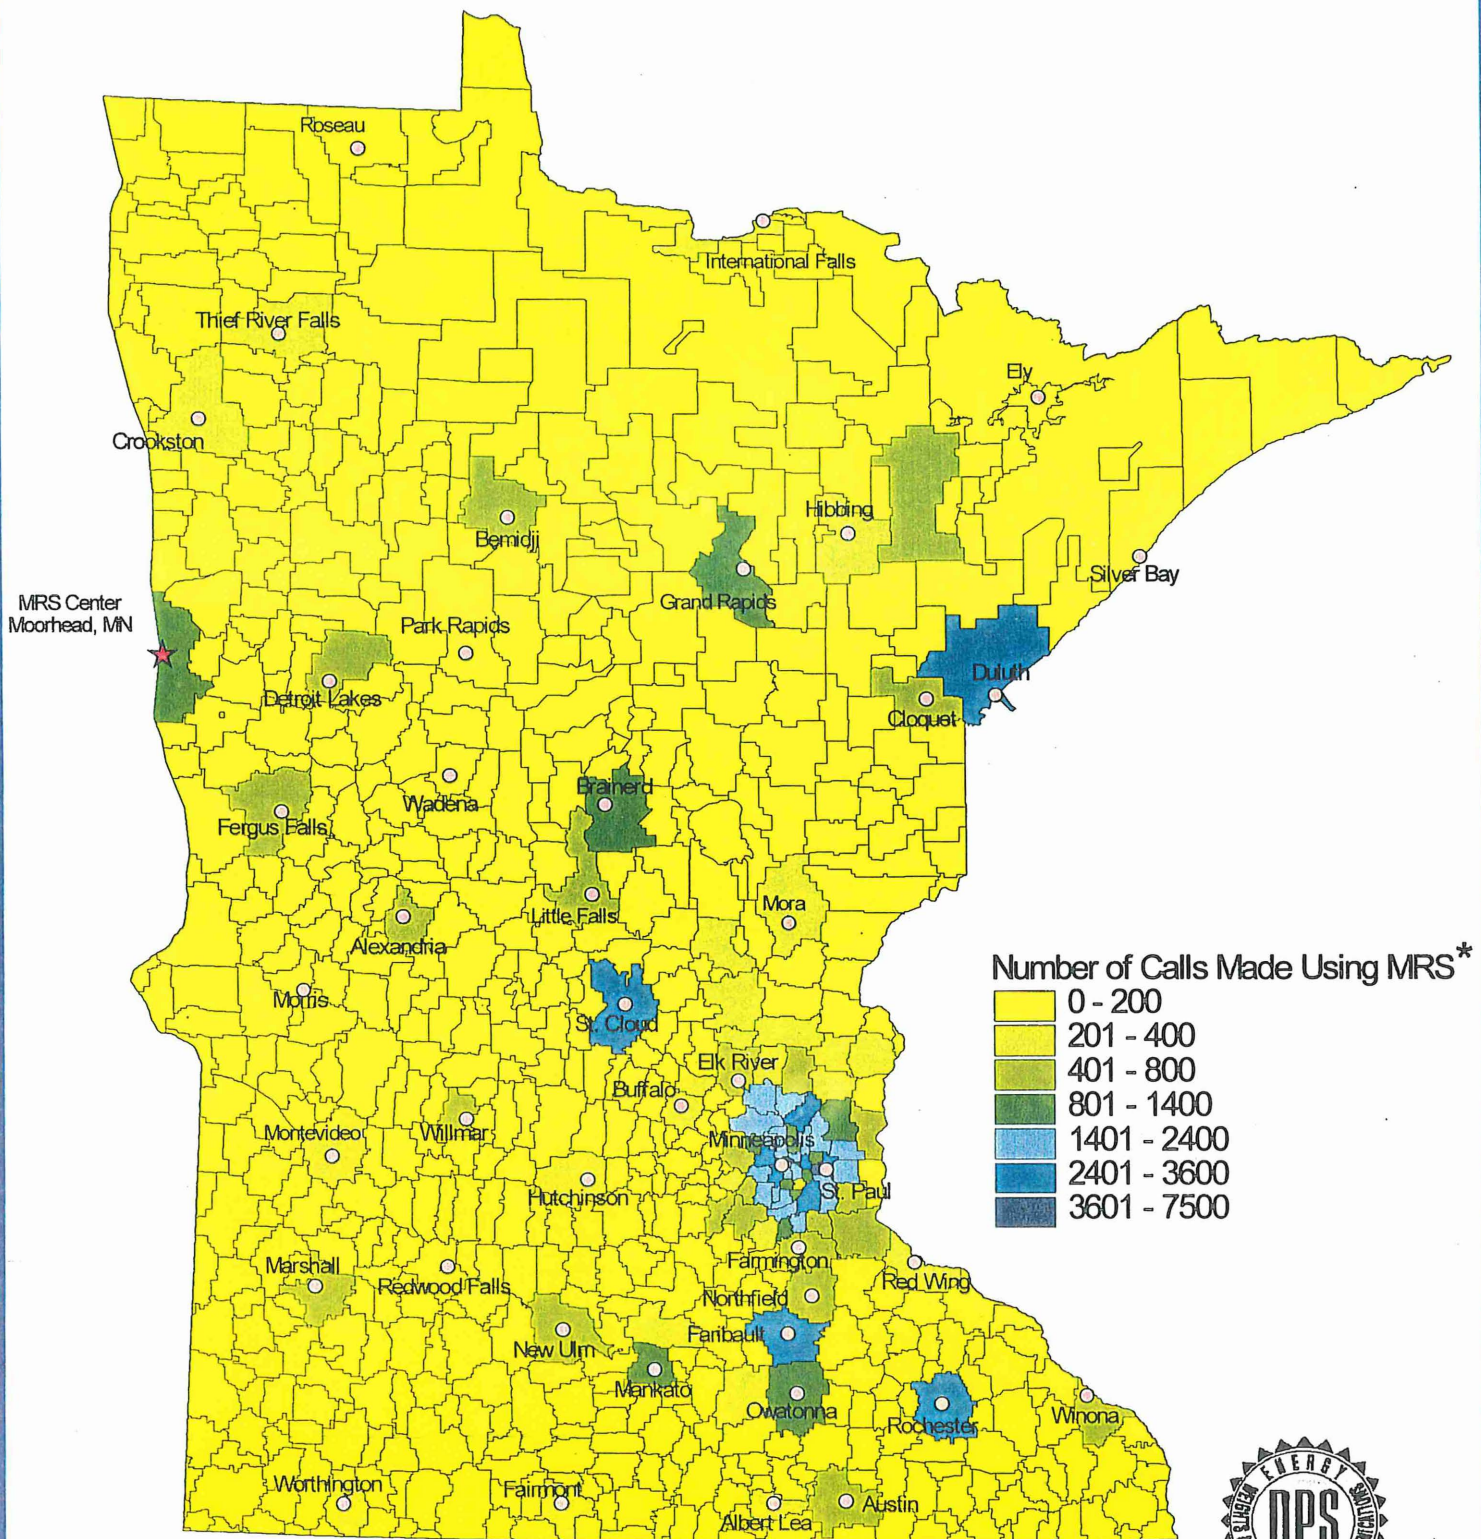 Roseau
International Falls
Thief River Falls
Ely
Crookston
Hibbing
Bemidji
Silver Bay
Grand Rapids
MRS Center
Moorhead, MN
Park Rapids
Duluth
Detroit Lakes
Cloquet
Brainerd
Wadena
Fergus Falls
Mora
Little Falls
Alexandria
Number of Calls Made Using MRS*
Morris
0 - 200
St. Cloud
201 - 400
Elk River
401 - 800
Buffalo
801 - 1400
Montevideo
Willmar
Minneapolis
1401 - 2400
2401 - 3600
Hutchinson
St. Paul
3601 - 7500
Marshall
Redwood Falls
Farmington
Red Wing
Northfield
Faribault
New Ulm
Mankato
Owatonna
Rochester
Winona
Worthington
Fairmont
Austin
Albert Lea
ENERGY
DPS